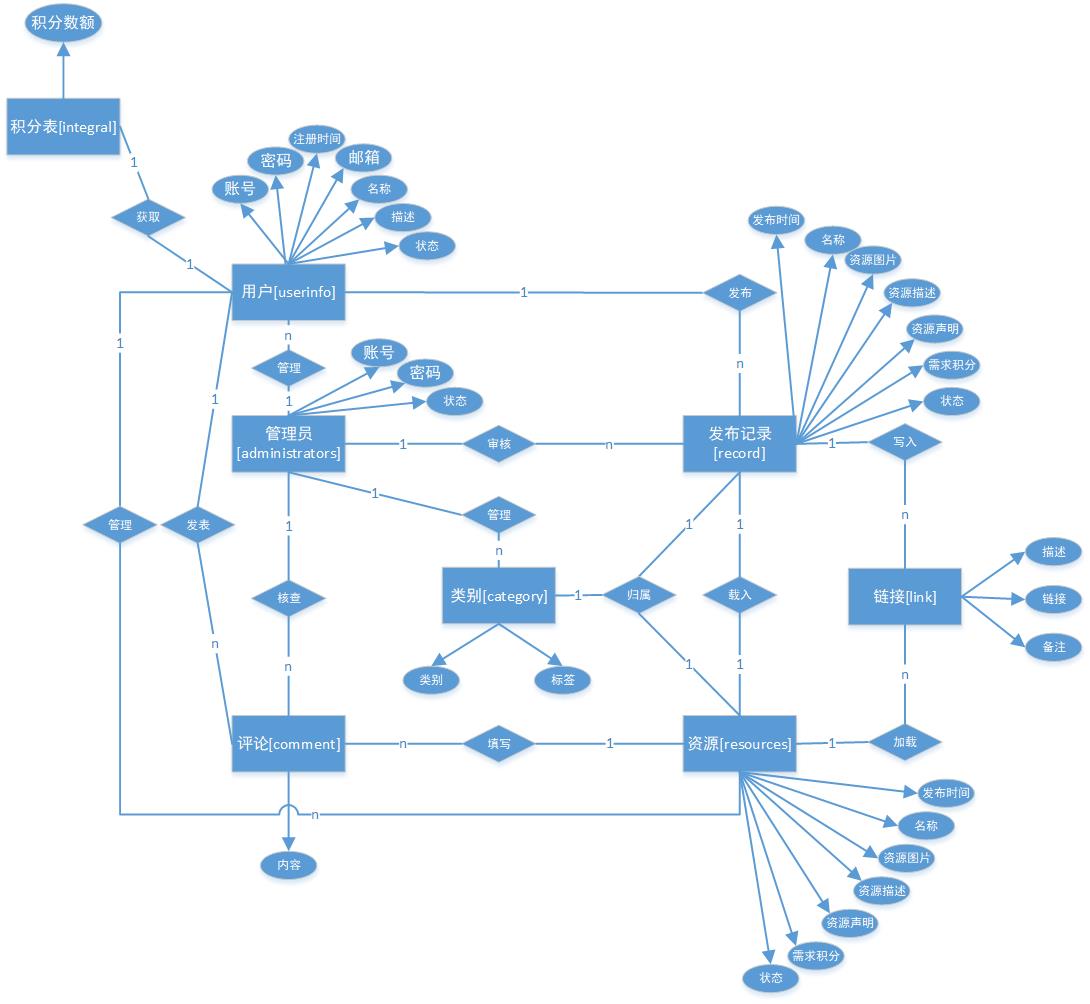 积分数额
积分表[integral]
1
获取
1
账号
密码
注册时间
邮箱
名称
描述
状态
用户[userinfo]
1
发布
n
发布时间
名称
资源图片
资源描述
资源声明
需求积分
状态
1
1
n
管理
1
账号
密码
状态
管理员
[administrators]
1
审核
n
发布记录
[record]
1
写入
n
管理
发表
1
管理
n
1
核查
n
类别[category]
1
归属
1
1
1
载入
1
类别
标签
链接[link]
描述
链接
备注
n
n
评论[comment]
n
填写
1
资源[resources]
1
加载
n
内容
发布时间
名称
资源图片
资源描述
资源声明
需求积分
状态